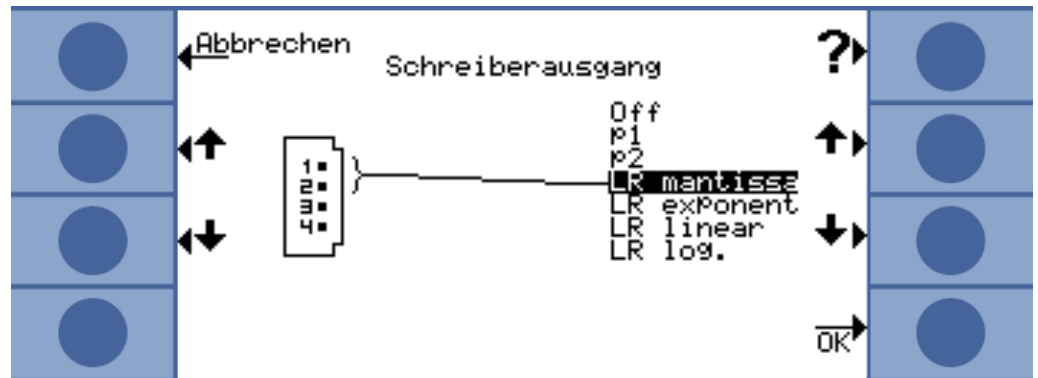 Abbrechen
Schreiberausgang
?
Off
p1
p2
LR mantissa
LR exponent
LR linear
LR log.
1
2
3
4
OK